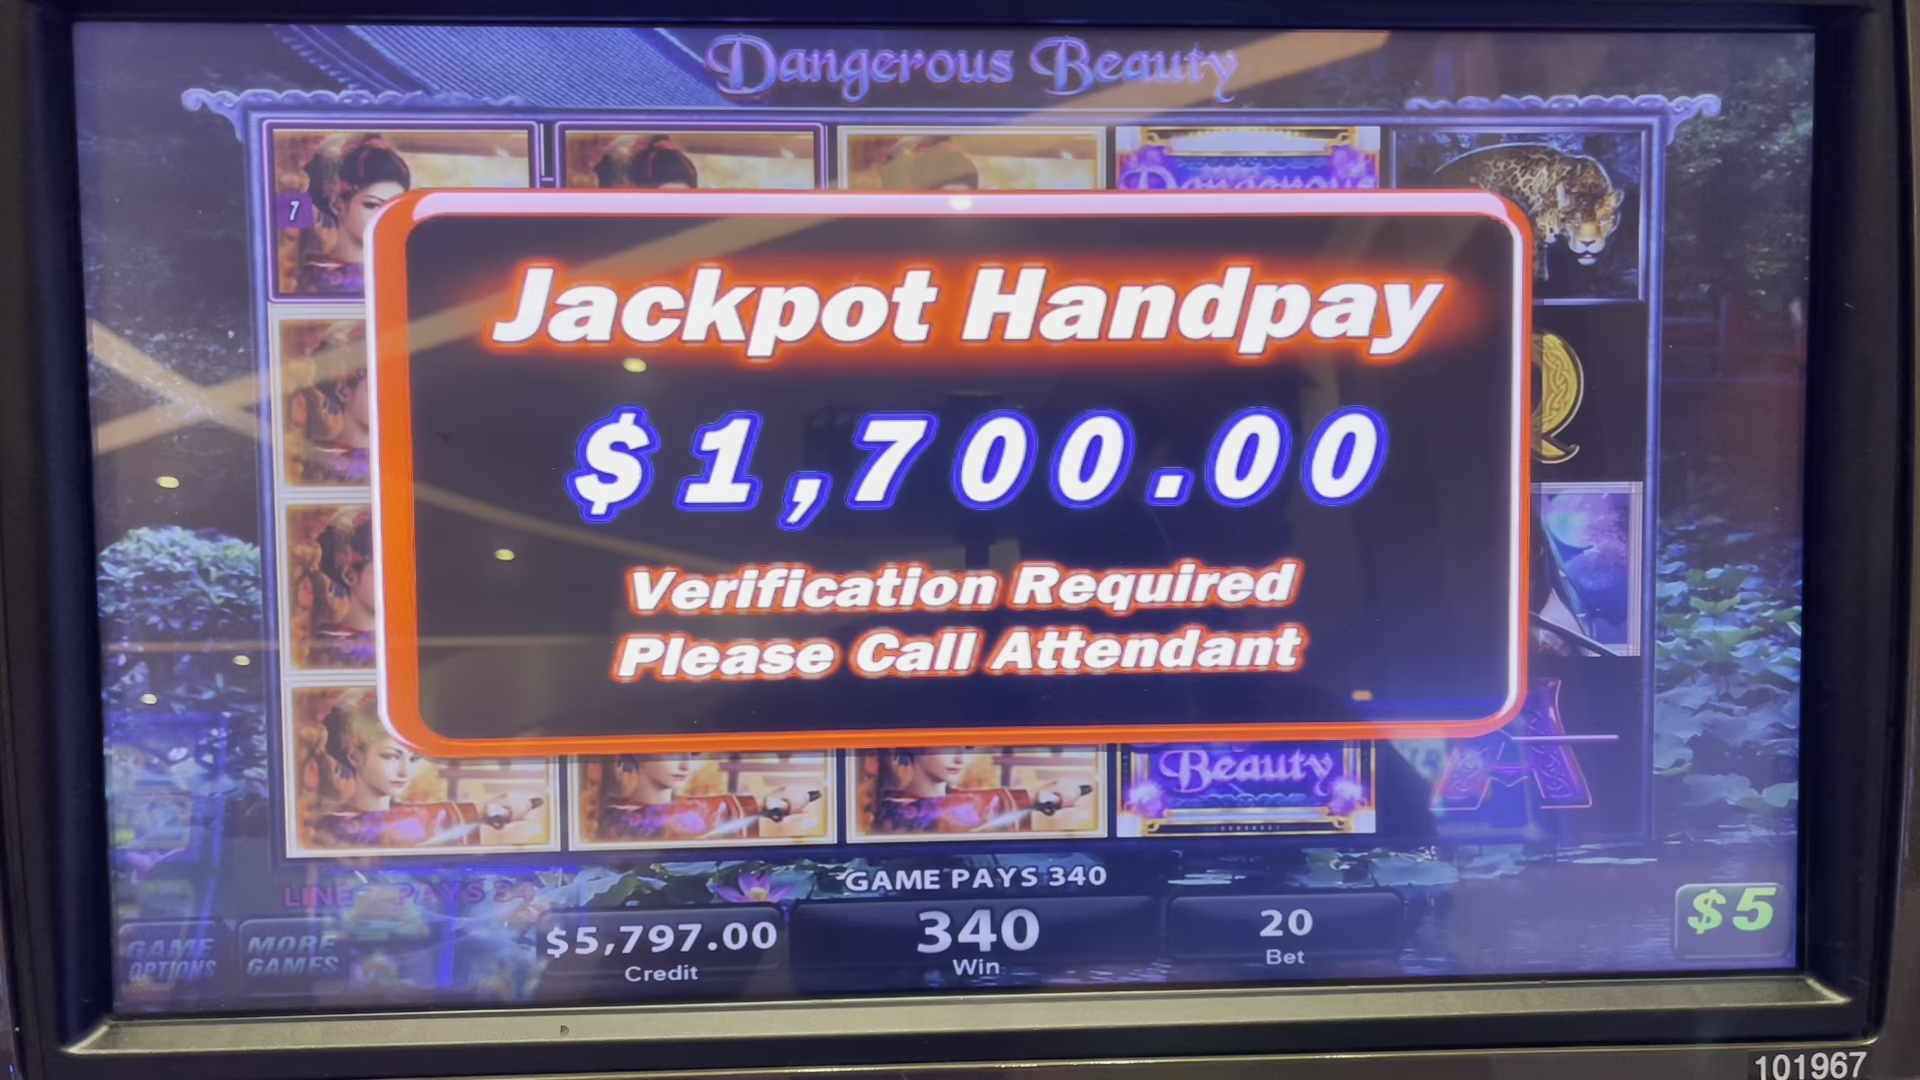 Dangerous Beauty
7
Dangerous
Jackpot Handpay
$1,700.00
Verification Required
Please Call Attendant
Beauty
A
GAME PAYS 340
GAME
OPTIONS
MORE
GAMES
$5,797.00
Credit
340
Win
20
Bet
$5
101967